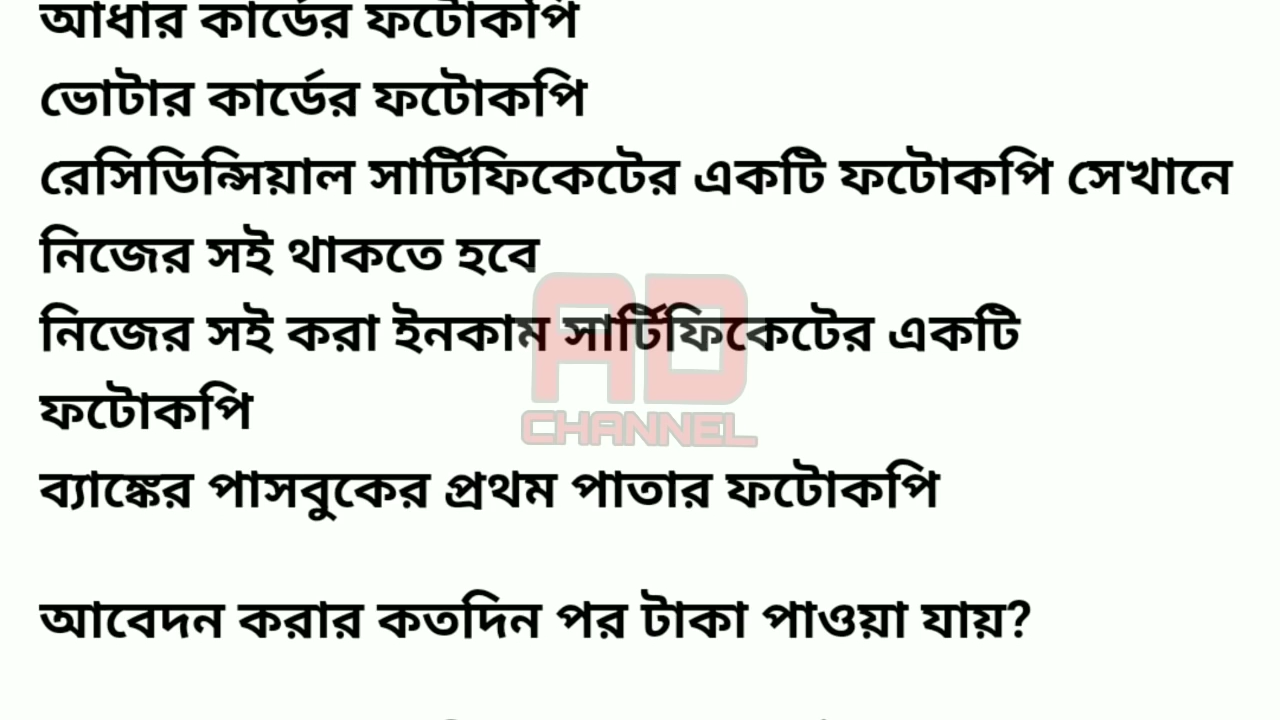 আধার কার্ডের ফটোকপি
ভোটার কার্ডের ফটোকপি
রেসিডিন্সিয়াল সার্টিফিকেটের একটি ফটোকপি সেখানে
নিজের সই থাকতে হবে
নিজের সই করা ইনকাম সার্টিফিকেটের একটি
ফটোকপি
AD
CHANNEL
ব্যাঙ্কের পাসবুকের প্রথম পাতার ফটোকপি
আবেদন করার কতদিন পর টাকা পাওয়া যায়?